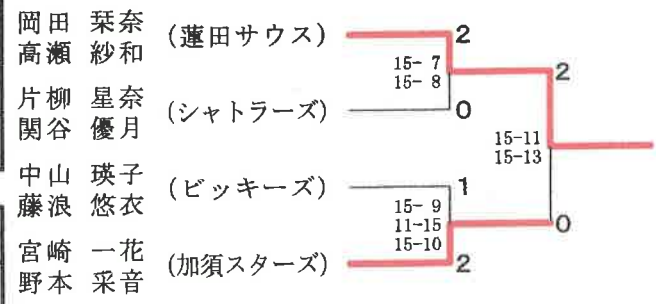 岡田 栞奈 (蓮田サウス) 2
高瀬 紗和
15- 7
15- 8
2
片柳 星奈 (シャトラーズ) 0
関谷 優月
15-11
15-13
中山 瑛子 (ビッキーズ) 1
藤浪 悠衣
15- 9
11-15
15-10
0
宮崎 一花 (加須スターズ) 2
野本 采音